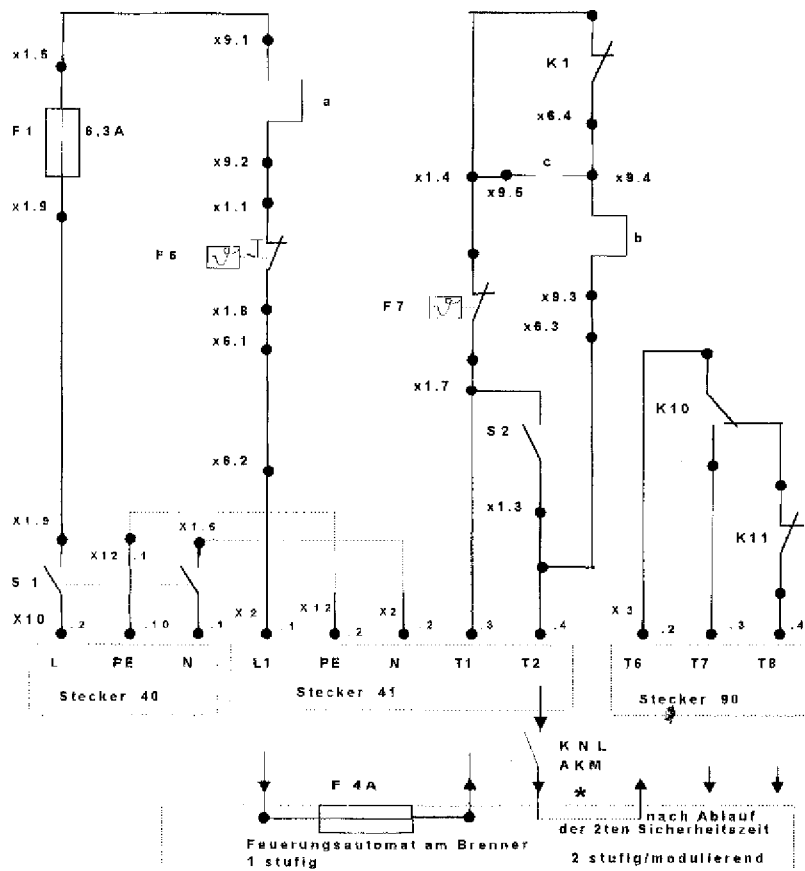 x9.1
x1.5
K1
a
F1 6,3A
x6.4
x9.2
c
x1.4
x9.5
x9.4
x1.1
x1.9
b
F6
x9.3
F7
x1.8
x6.3
x6.1
x1.7
K10
S2
x6.2
x1.3
X1.9
X1.6
X12 .1
K11
S1
X10 .2 .10 .1
X2 .1
X12 .2
X2 .2 .3 .4
X3 .2 .3 .4
L PE N L1 PE N T1 T2 T6 T7 T8
Stecker 40
Stecker 41
Stecker 90
KNL
AKM
F 4A
*
nach Ablauf
der 2ten Sicherheitszeit
Feuerungsautomat am Brenner
1 stufig
2 stufig/modulierend